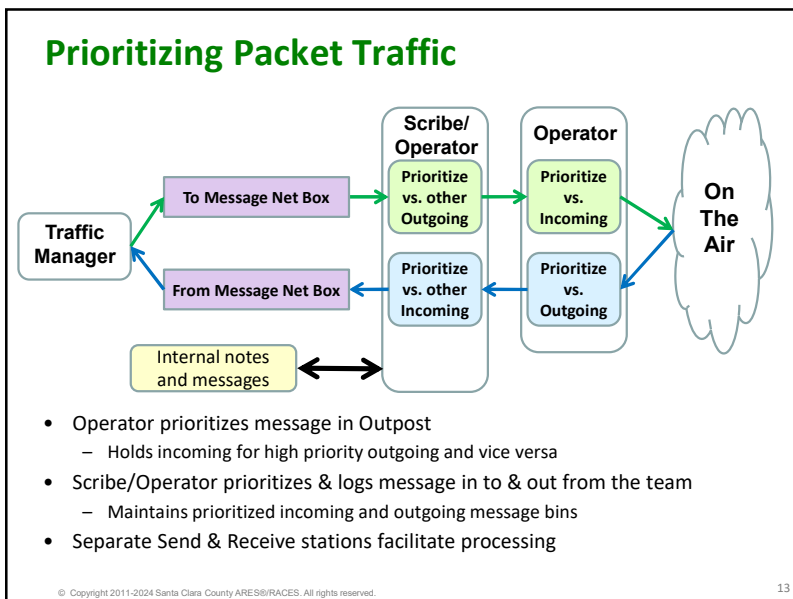 Prioritizing Packet Traffic
Scribe/
Operator
Operator
To Message Net Box
Prioritize
vs. other
Outgoing
Prioritize
vs.
Incoming
On
The
Air
Traffic
Manager
From Message Net Box
Prioritize
vs. other
Incoming
Prioritize
vs.
Outgoing
Internal notes
and messages
• Operator prioritizes message in Outpost
– Holds incoming for high priority outgoing and vice versa
• Scribe/Operator prioritizes & logs message in to & out from the team
– Maintains prioritized incoming and outgoing message bins
• Separate Send & Receive stations facilitate processing
© Copyright 2011-2024 Santa Clara County ARES®/RACES. All rights reserved.
13